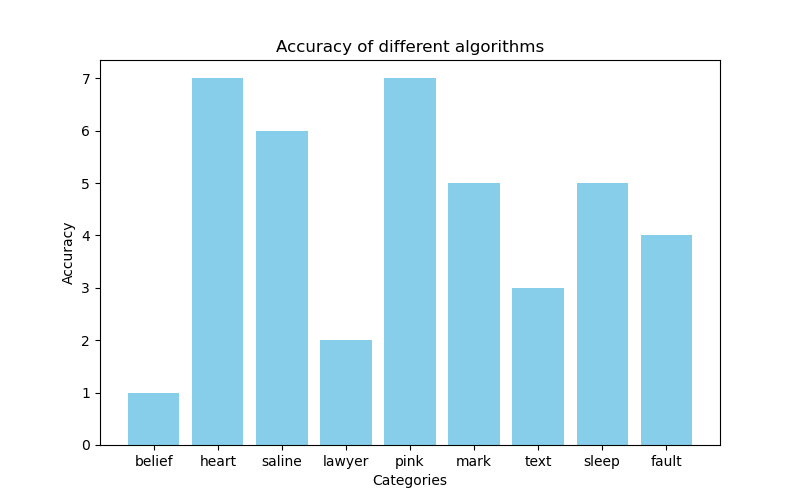 Accuracy of different algorithms
Accuracy
7
6
5
4
3
2
1
0
belief heart saline lawyer pink mark text sleep fault
Categories